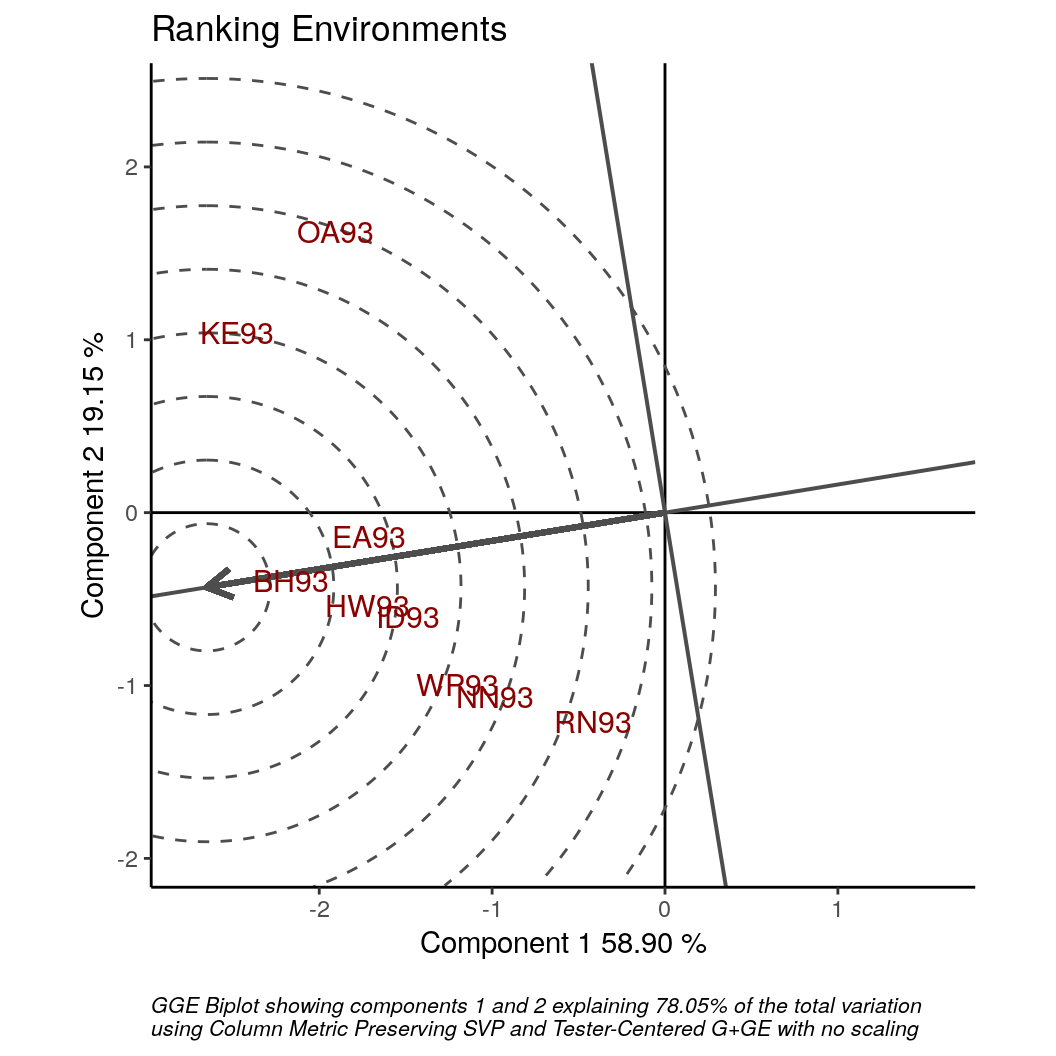 Ranking Environments
2
OA93
1
KE93
0
EA93
BH93
HW93
ID93
-1
WP93
NN93
RN93
-2
-2
-1
0
1
Component 2 19.15 %
Component 1 58.90 %
GGE Biplot showing components 1 and 2 explaining 78.05% of the total variation
using Column Metric Preserving SVP and Tester-Centered G+GE with no scaling